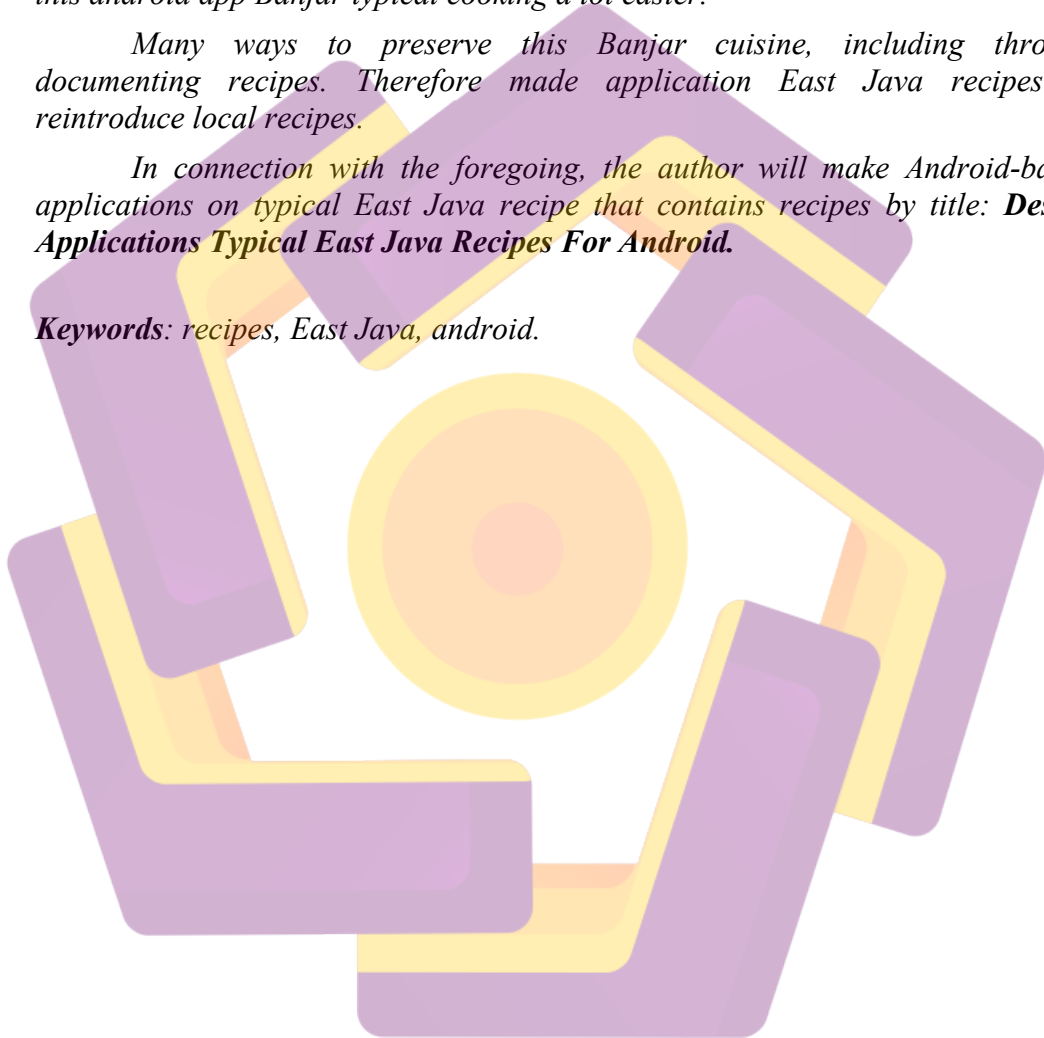 this android app Banjar typical cooking a lot easier.
Many ways to preserve this Banjar cuisine, including thro
documenting recipes. Therefore made application East Java recipes
reintroduce local recipes.
In connection with the foregoing, the author will make Android-ba
applications on typical East Java recipe that contains recipes by title: Des
Applications Typical East Java Recipes For Android.
Keywords: recipes, East Java, android.